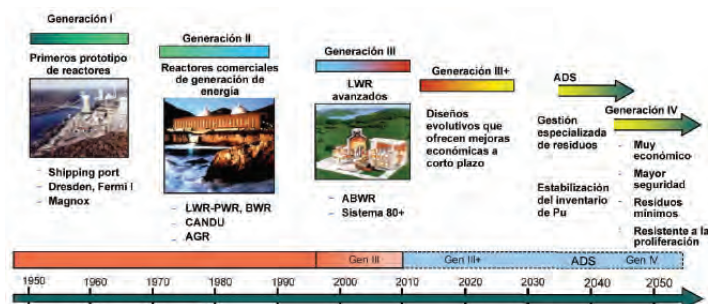 Generación I
Primeros prototipo de
reactores
- Shipping port
- Dresden, Fermi I
- Magnox
Generación II
Reactores comerciales
de generación de
energía
- LWR-PWR, BWR
- CANDU
- AGR
Generación III
LWR
avanzados
- ABWR
- Sistema 80+
Generación III+
Diseños
evolutivos que
ofrecen mejoras
económicas a
corto plazo
ADS
Gestión
especializada
de residuos
Estabilización
del inventario
de Pu
Generación IV
- Muy
económico
- Mayor
seguridad
- Residuos
mínimos
- Resistente a la
proliferación
Gen III
Gen III+
ADS
Gen IV
1950 1960 1970 1980 1990 2000 2010 2020 2030 2040 2050